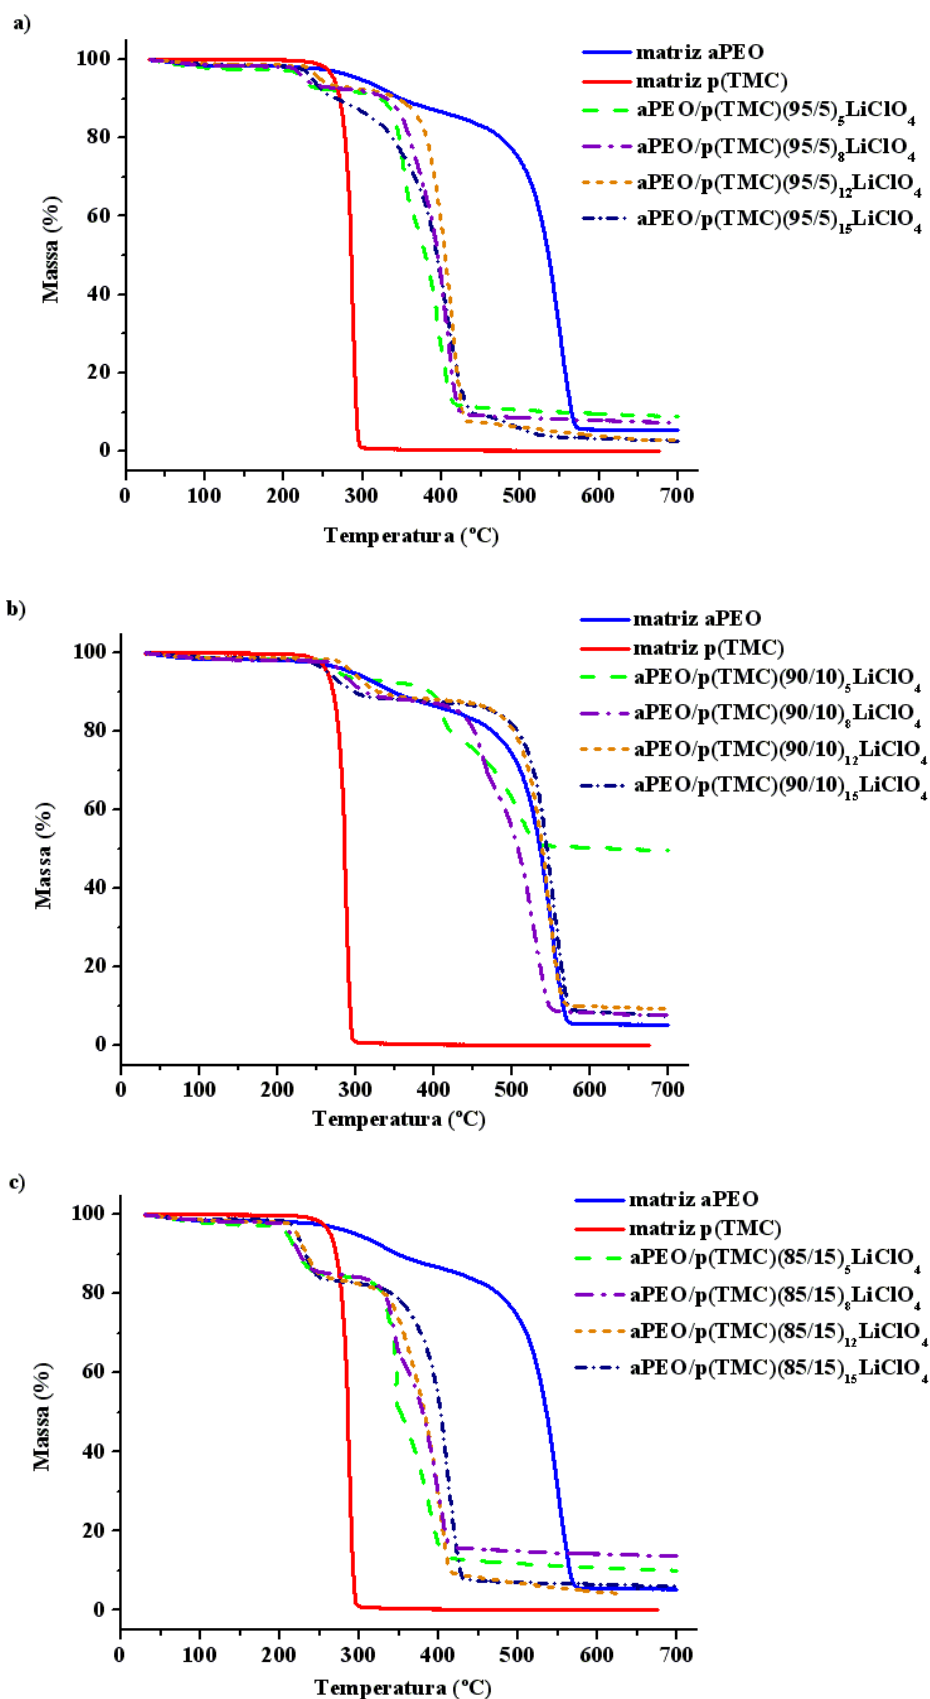 a)
matriz aPEO
matriz p(TMC)
aPEO/p(TMC)(95/5)₅LiClO₄
aPEO/p(TMC)(95/5)₈LiClO₄
aPEO/p(TMC)(95/5)₁₂LiClO₄
aPEO/p(TMC)(95/5)₁₅LiClO₄
100
80
60
40
20
0
Massa (%)
0 100 200 300 400 500 600 700
Temperatura (ºC)
b)
matriz aPEO
matriz p(TMC)
aPEO/p(TMC)(90/10)₅LiClO₄
aPEO/p(TMC)(90/10)₈LiClO₄
aPEO/p(TMC)(90/10)₁₂LiClO₄
aPEO/p(TMC)(90/10)₁₅LiClO₄
100
80
60
40
20
0
Massa (%)
0 100 200 300 400 500 600 700
Temperatura (ºC)
c)
matriz aPEO
matriz p(TMC)
aPEO/p(TMC)(85/15)₅LiClO₄
aPEO/p(TMC)(85/15)₈LiClO₄
aPEO/p(TMC)(85/15)₁₂LiClO₄
aPEO/p(TMC)(85/15)₁₅LiClO₄
100
80
60
40
20
0
Massa (%)
0 100 200 300 400 500 600 700
Temperatura (ºC)